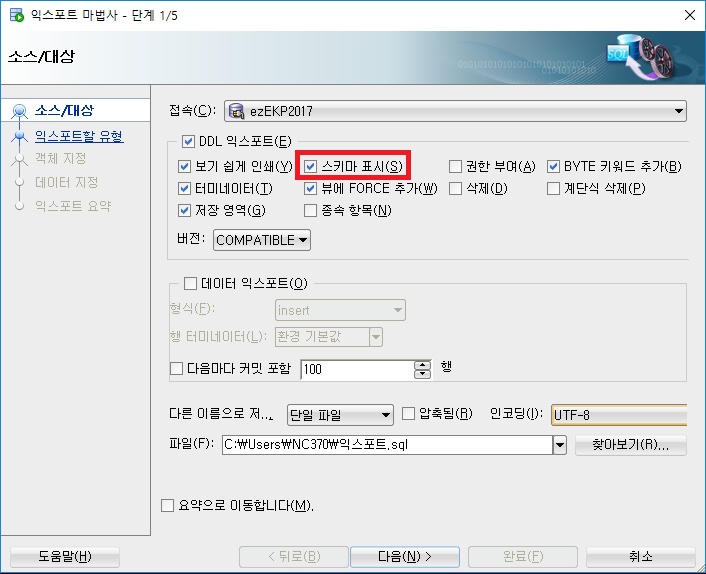 익스포트 마법사 - 단계 1/5
소스/대상
SQL
소스/대상
익스포트할 유형
객체 지정
데이터 지정
익스포트 요약
접속(C): ezEKP2017
DDL 익스포트(E)
보기 쉽게 인쇄(Y) 스키마 표시(S) 권한 부여(A) BYTE 키워드 추가(B)
터미네이터(T) 뷰에 FORCE 추가(W) 삭제(D) 계단식 삭제(P)
저장 영역(G) 종속 항목(N)
버전: COMPATIBLE
데이터 익스포트(O)
형식(F): insert
행 터미네이터(L): 환경 기본값
다음마다 커밋 포함 100 행
다른 이름으로 저... 단일 파일 압축됨(R) 인코딩(I): UTF-8
파일(F): C:₩Users₩NC370₩익스포트.sql 찾아보기(R)...
요약으로 이동합니다(M).
도움말(H) < 뒤로(B) 다음(N) > 완료(F) 취소